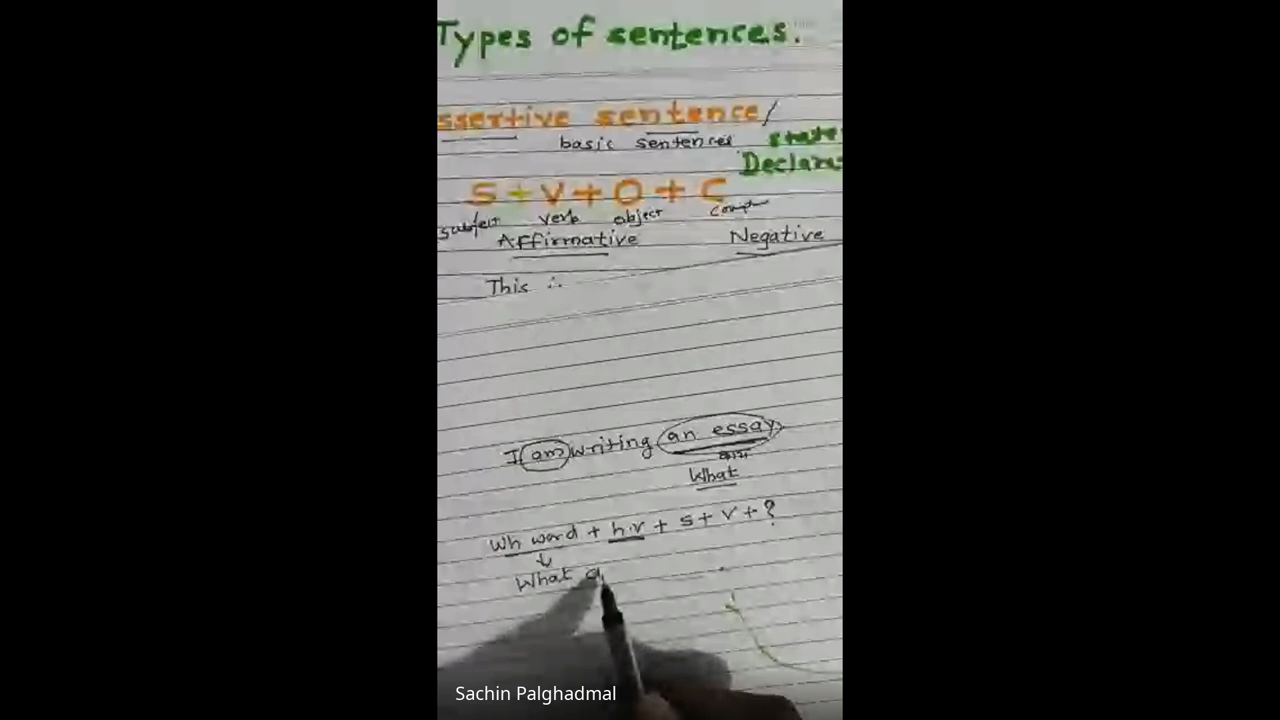 Types of sentences.
ssertive sentence/
basic sentences
Declara
S + V + O + C
subject verb object
Affirmative Negative
This ∴
I am writing an essay
What
Wh word + h.v + S + V + ?
↓
What a
Sachin Palghadmal